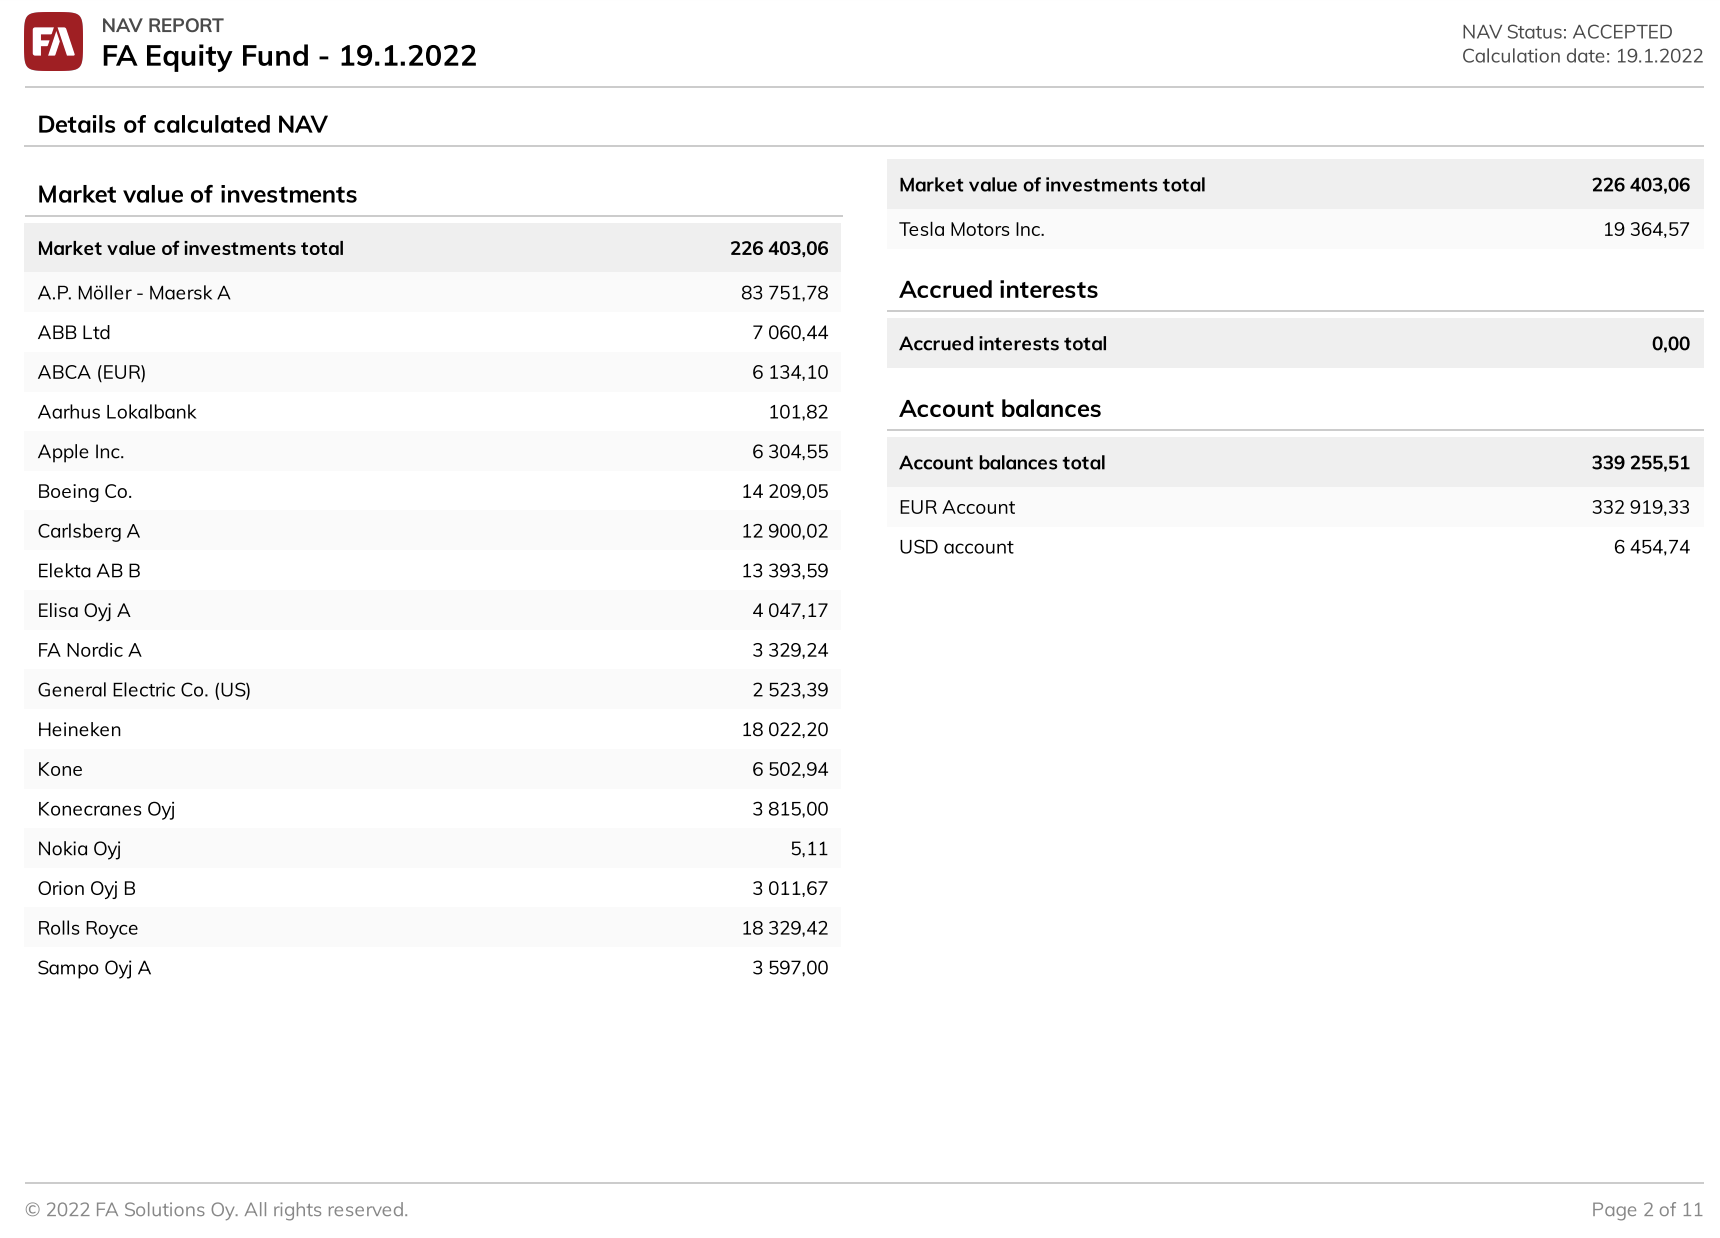 FA
NAV REPORT
FA Equity Fund - 19.1.2022
NAV Status: ACCEPTED
Calculation date: 19.1.2022
Details of calculated NAV
Market value of investments
Market value of investments total 226 403,06
A.P. Möller - Maersk A 83 751,78
ABB Ltd 7 060,44
ABCA (EUR) 6 134,10
Aarhus Lokalbank 101,82
Apple Inc. 6 304,55
Boeing Co. 14 209,05
Carlsberg A 12 900,02
Elekta AB B 13 393,59
Elisa Oyj A 4 047,17
FA Nordic A 3 329,24
General Electric Co. (US) 2 523,39
Heineken 18 022,20
Kone 6 502,94
Konecranes Oyj 3 815,00
Nokia Oyj 5,11
Orion Oyj B 3 011,67
Rolls Royce 18 329,42
Sampo Oyj A 3 597,00
Market value of investments total 226 403,06
Tesla Motors Inc. 19 364,57
Accrued interests
Accrued interests total 0,00
Account balances
Account balances total 339 255,51
EUR Account 332 919,33
USD account 6 454,74
© 2022 FA Solutions Oy. All rights reserved.
Page 2 of 11